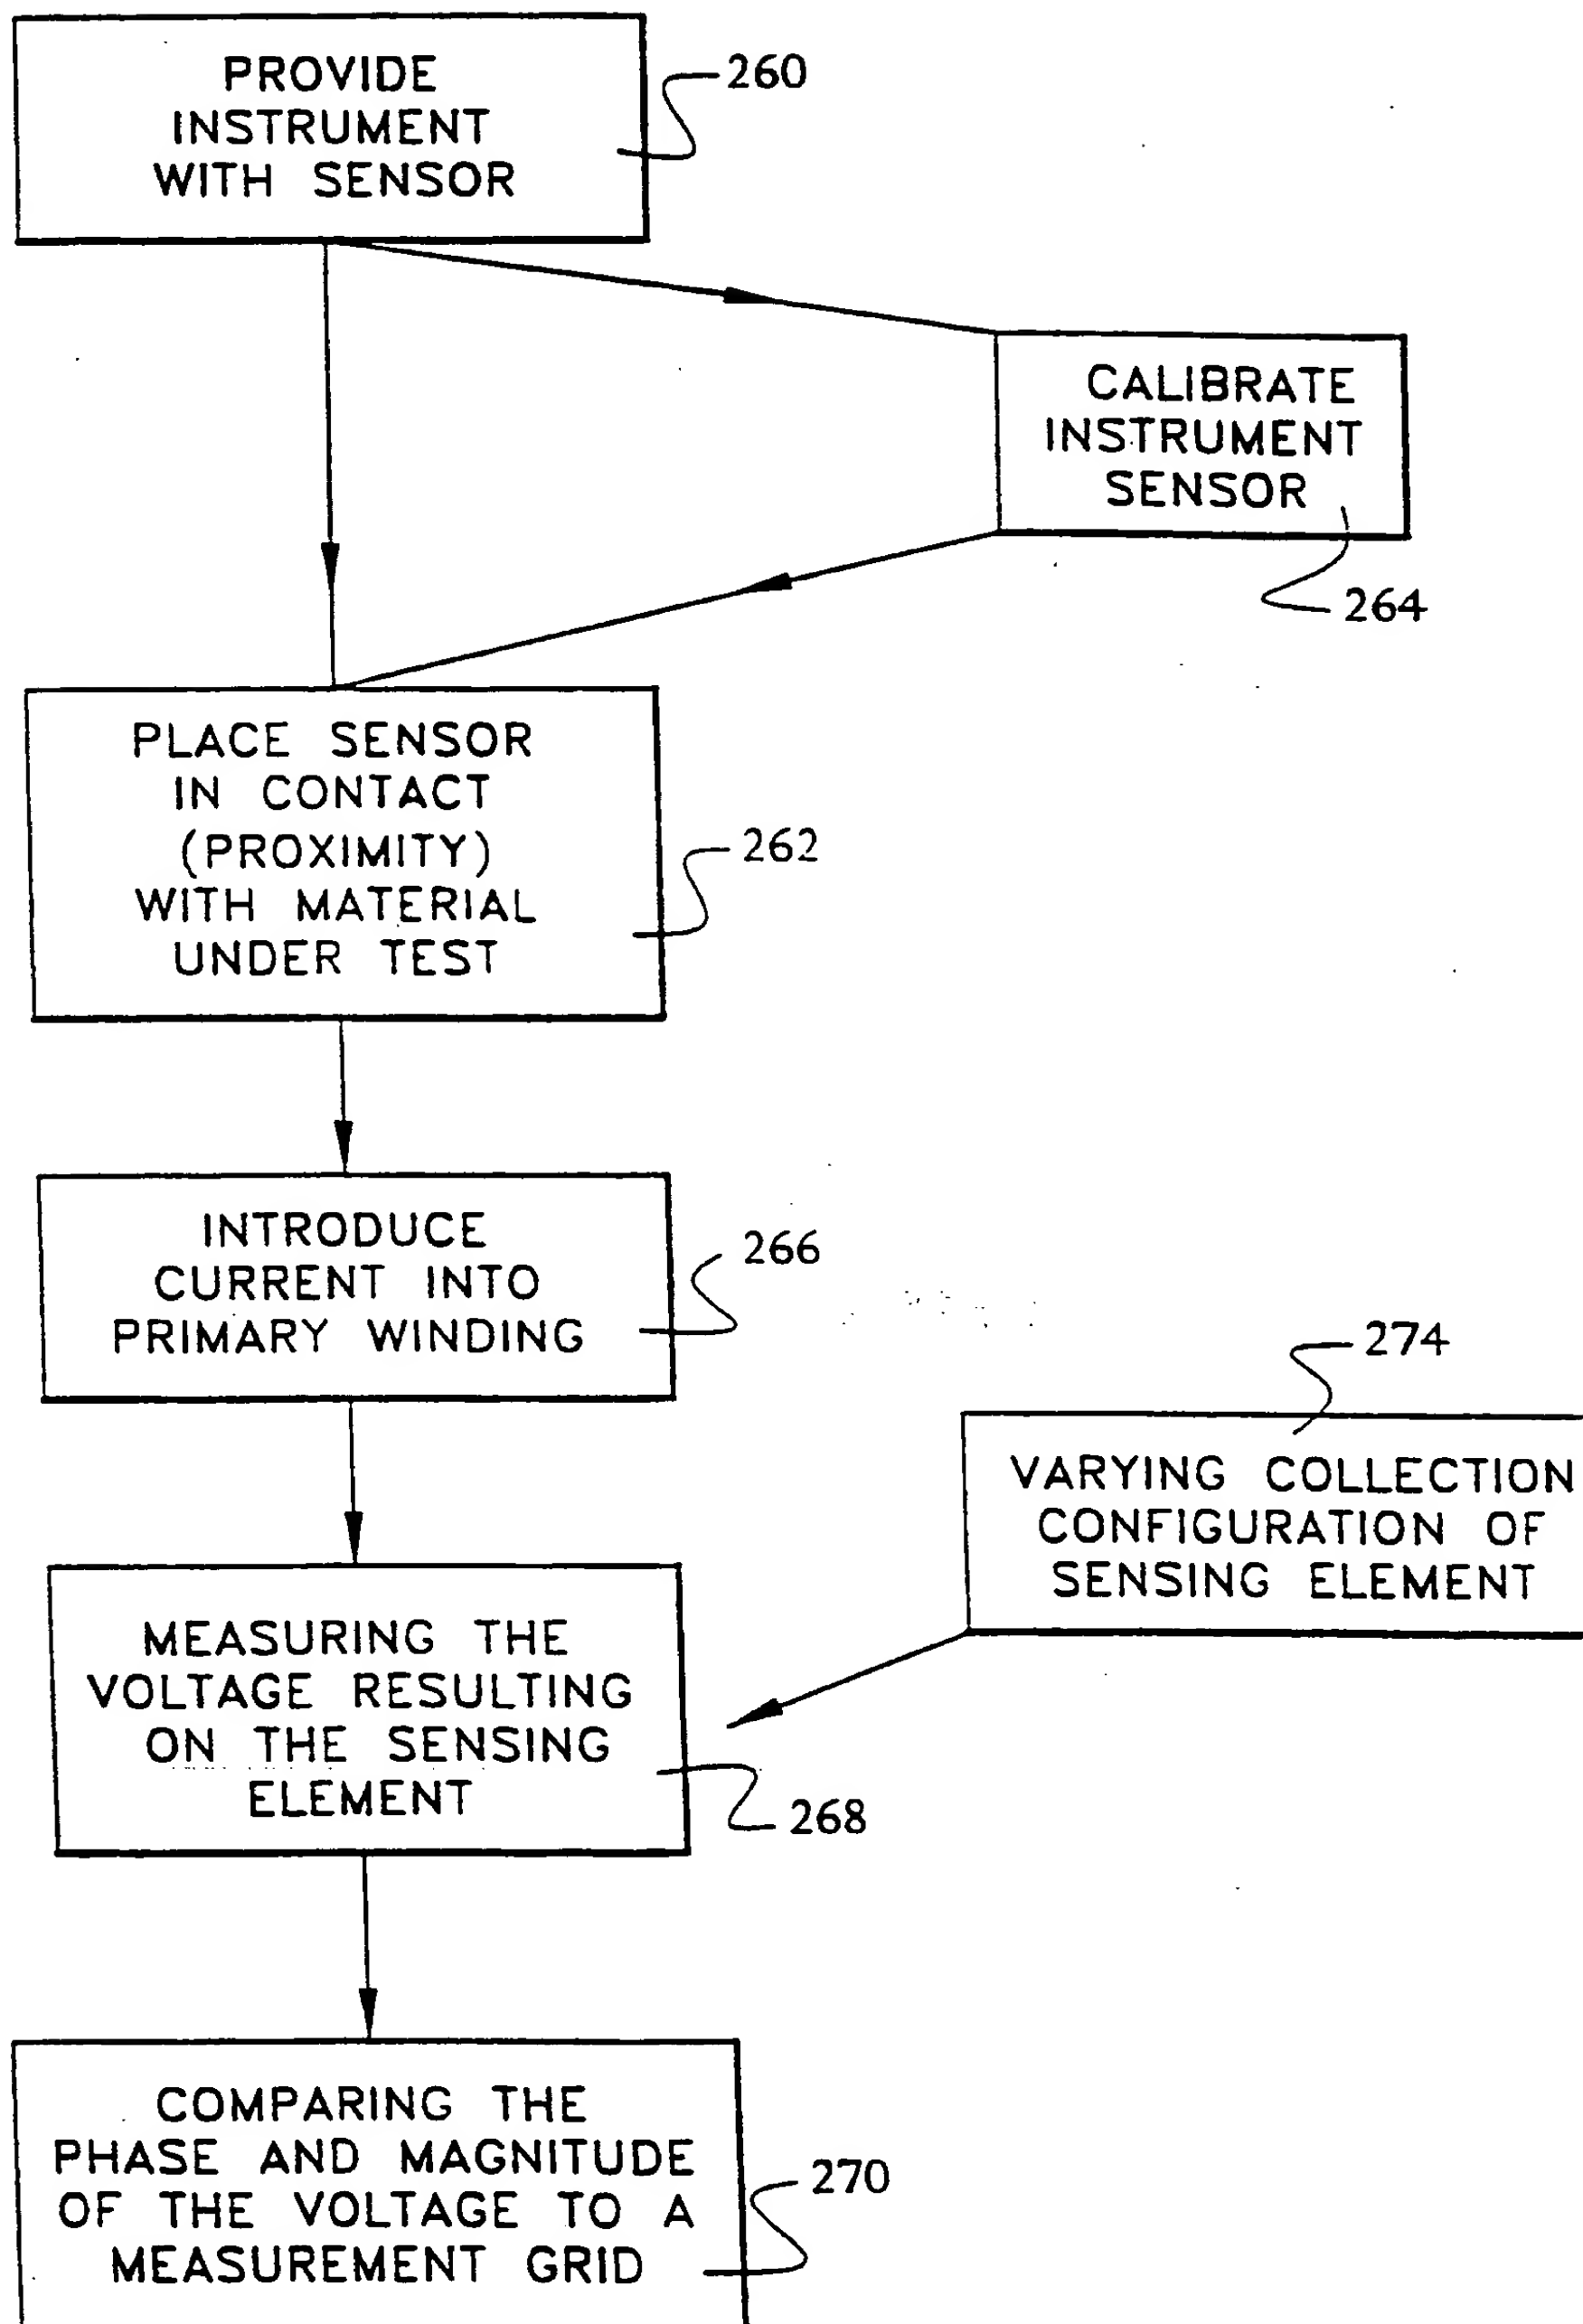 PROVIDE
INSTRUMENT
WITH SENSOR
260
CALIBRATE
INSTRUMENT
SENSOR
264
PLACE SENSOR
IN CONTACT
(PROXIMITY)
WITH MATERIAL
UNDER TEST
262
INTRODUCE
CURRENT INTO
PRIMARY WINDING
266
274
VARYING COLLECTION
CONFIGURATION OF
SENSING ELEMENT
MEASURING THE
VOLTAGE RESULTING
ON THE SENSING
ELEMENT
268
COMPARING THE
PHASE AND MAGNITUDE
OF THE VOLTAGE TO A
MEASUREMENT GRID
270